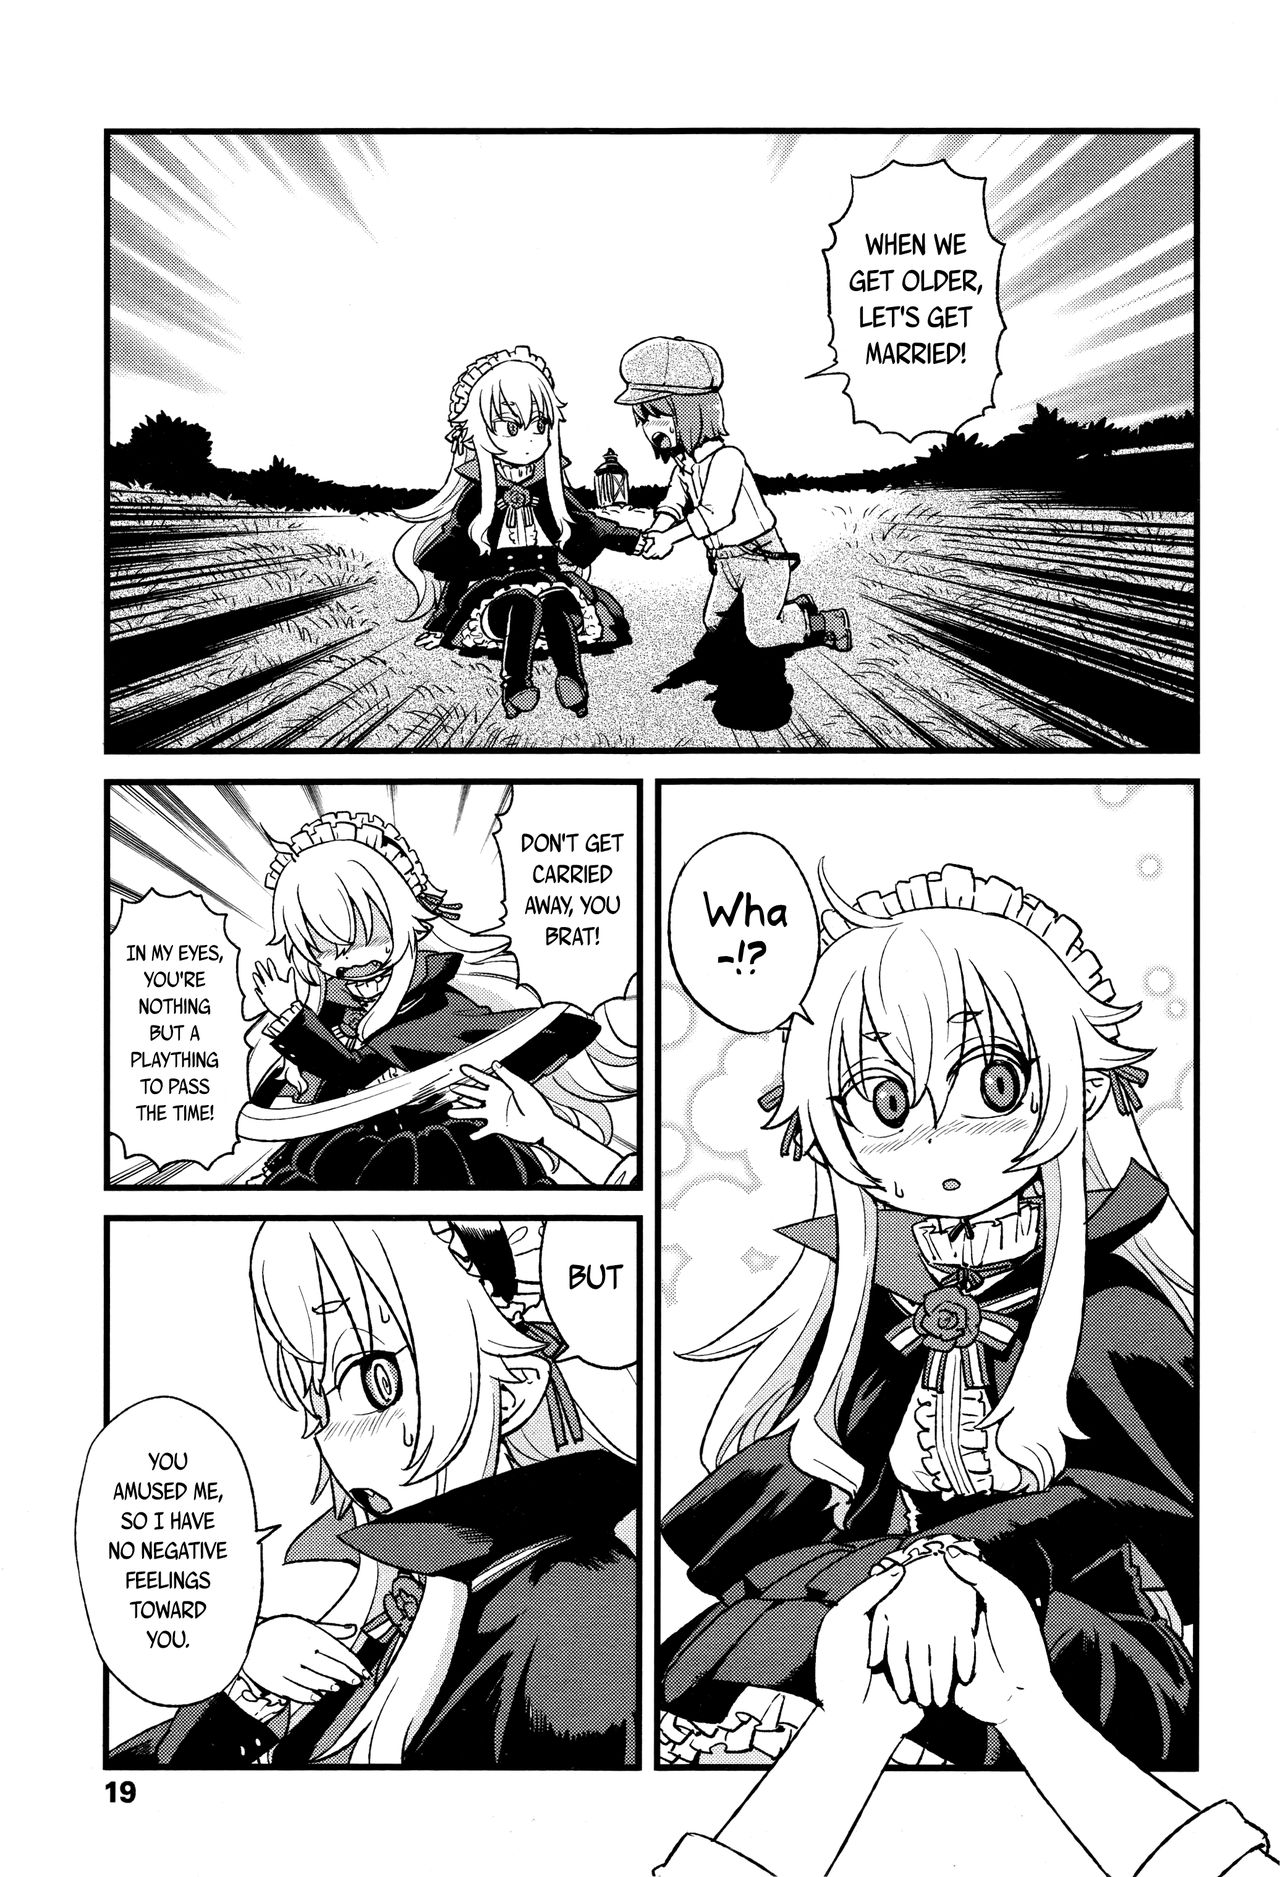 WHEN WE
GET OLDER,
LET'S GET
MARRIED!
Wha
-!?
DON'T GET
CARRIED
AWAY, YOU
BRAT!
IN MY EYES,
YOU'RE
NOTHING
BUT A
PLAYTHING
TO PASS
THE TIME!
BUT
YOU
AMUSED ME,
SO I HAVE
NO NEGATIVE
FEELINGS
TOWARD
YOU.
19